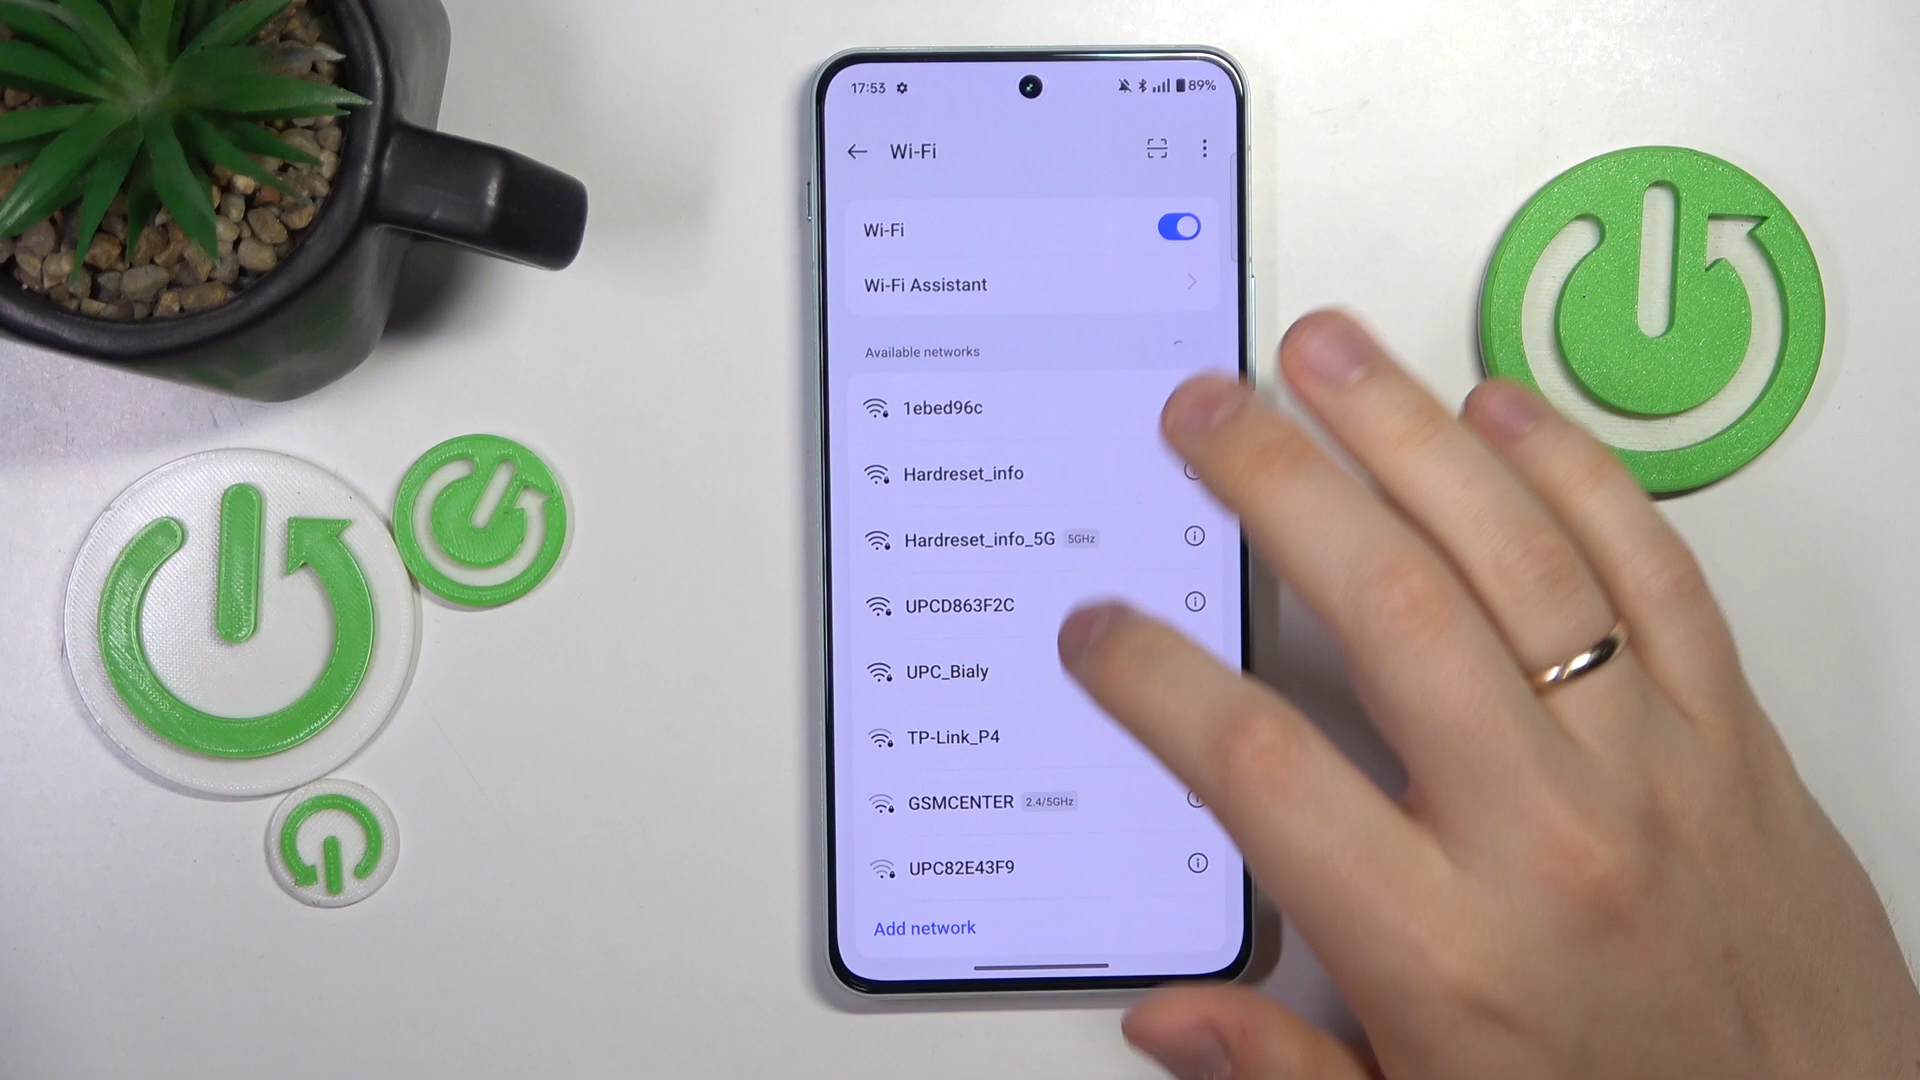 17:53 89%
Wi-Fi
Wi-Fi
Wi-Fi Assistant
Available networks
1ebed96c
Hardreset_info
Hardreset_info_5G 5GHz
UPCD863F2C
UPC_Bialy
TP-Link_P4
GSMCENTER 2.4/5GHz
UPC82E43F9
Add network